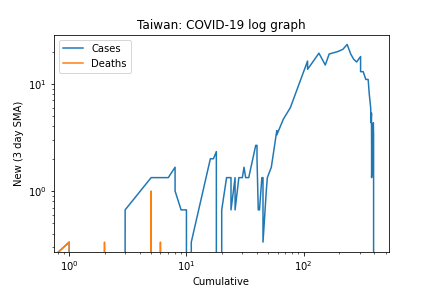 Taiwan: COVID-19 log graph
Cases
Deaths
New (3 day SMA)
10¹
10⁰
10⁰ 10¹ 10²
Cumulative